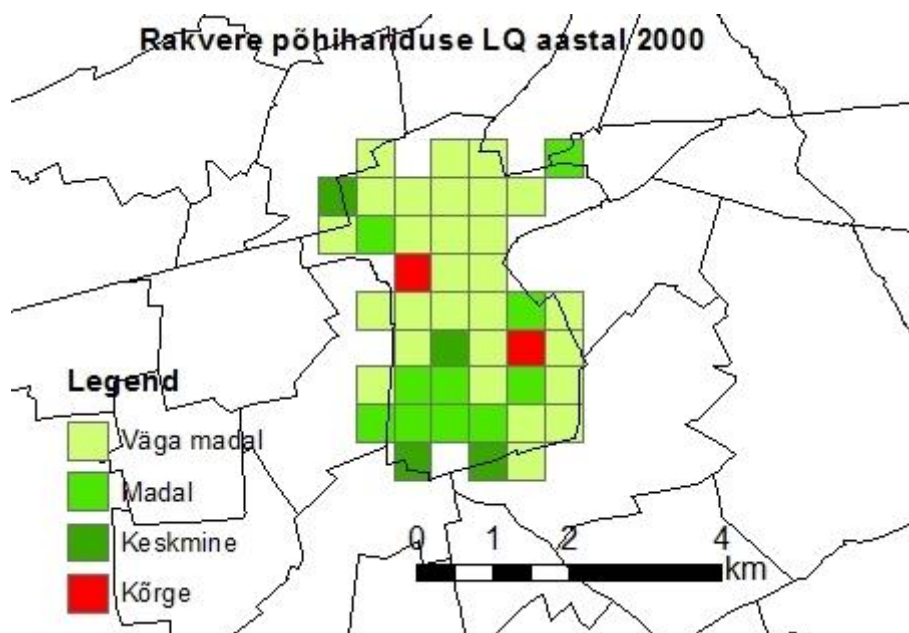 Rakvere põhihariduse LQ aastal 2000
Legend
Väga madal
Madal
Keskmine
Kõrge
0 1 2 4
km